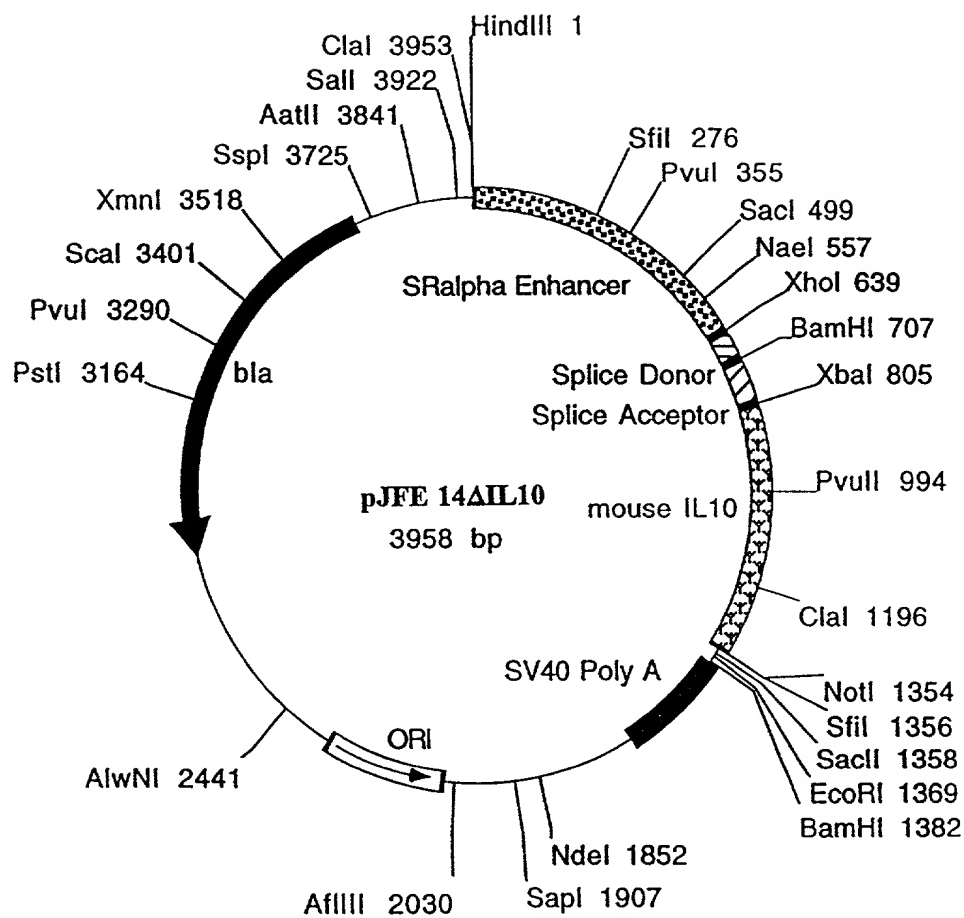 HindIII 1
ClaI 3953
SalI 3922
AatII 3841
SspI 3725
XmnI 3518
ScaI 3401
PvuI 3290
PstI 3164
bla
SfiI 276
PvuI 355
SacI 499
NaeI 557
XhoI 639
BamHI 707
XbaI 805
SRalpha Enhancer
Splice Donor
Splice Acceptor
pJFE 14ΔIL10
3958 bp
mouse IL10
PvuII 994
ClaI 1196
SV40 Poly A
NotI 1354
SfiI 1356
SacII 1358
EcoRI 1369
BamHI 1382
ORI
AlwNI 2441
NdeI 1852
SapI 1907
AflIII 2030